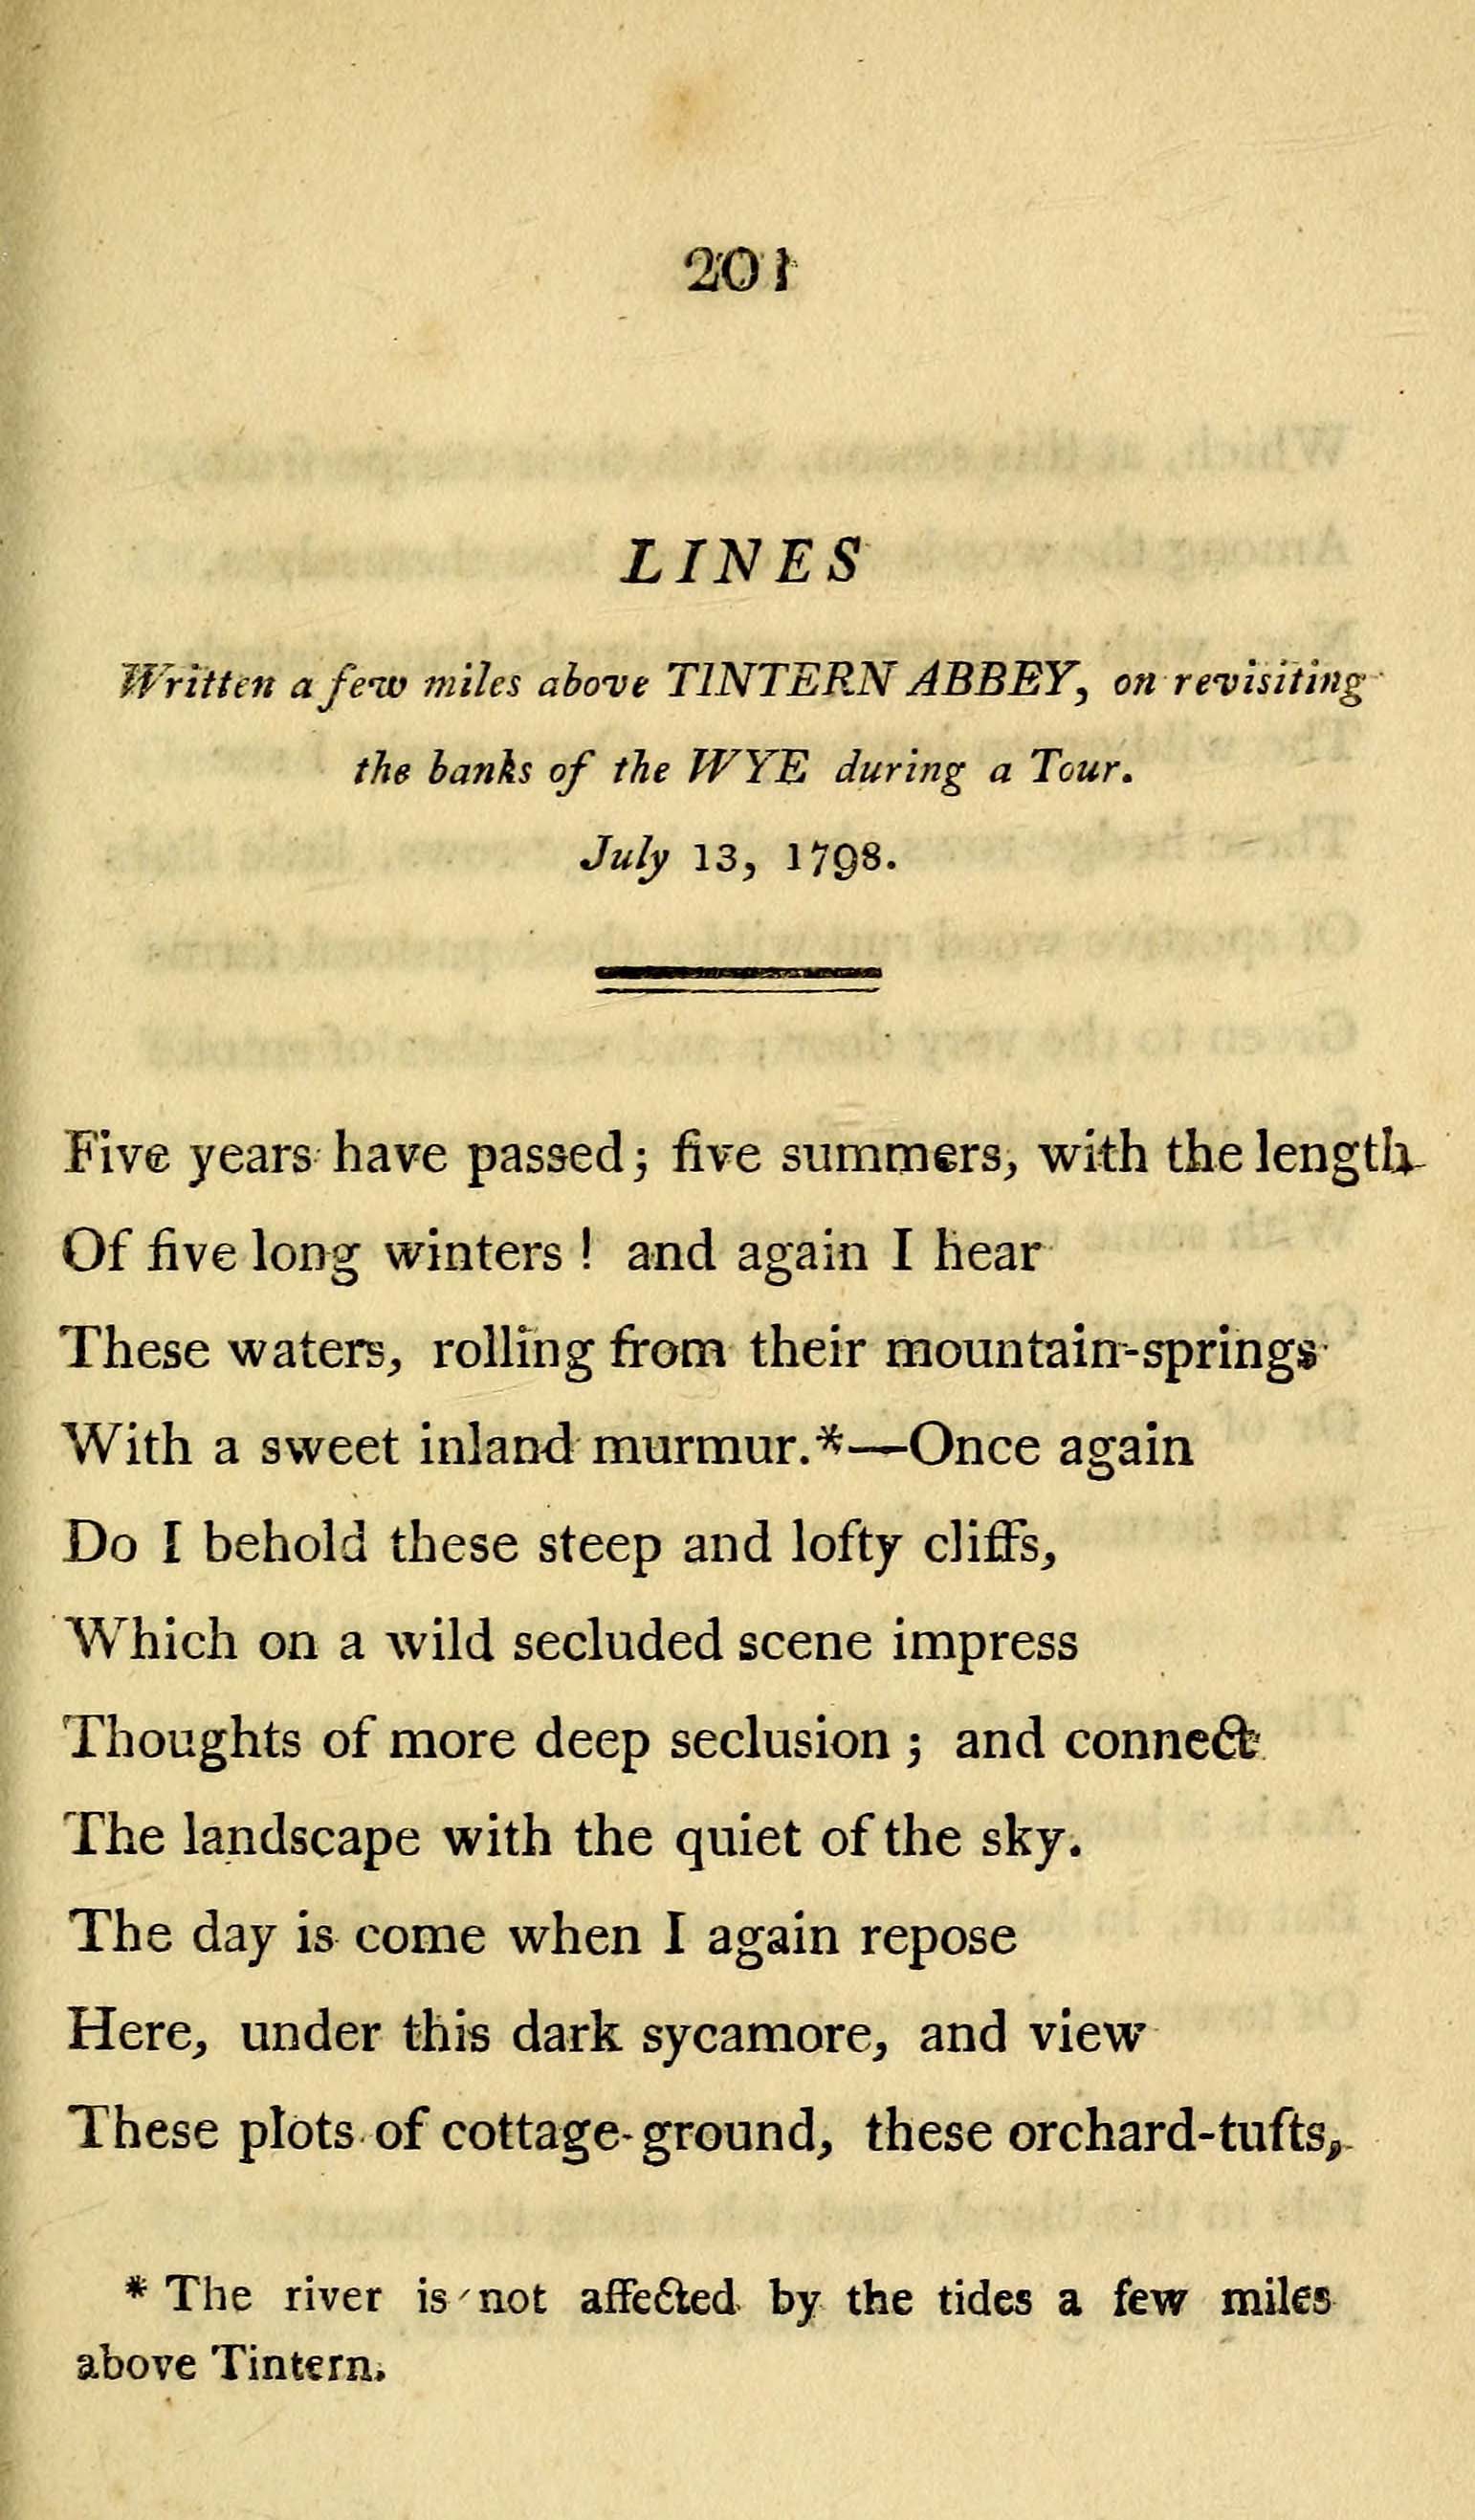 201
LINES
Written a few miles above TINTERN ABBEY, on revisiting
the banks of the WYE during a Tour.
July 13, 1798.
Five years have passed; five summers, with the length
Of five long winters ! and again I hear
These waters, rolling from their mountain-springs
With a sweet inland murmur.*—Once again
Do I behold these steep and lofty cliffs,
Which on a wild secluded scene impress
Thoughts of more deep seclusion ; and connect
The landscape with the quiet of the sky.
The day is come when I again repose
Here, under this dark sycamore, and view
These plots of cottage-ground, these orchard-tufts,
* The river is not affected by the tides a few miles
above Tintern.